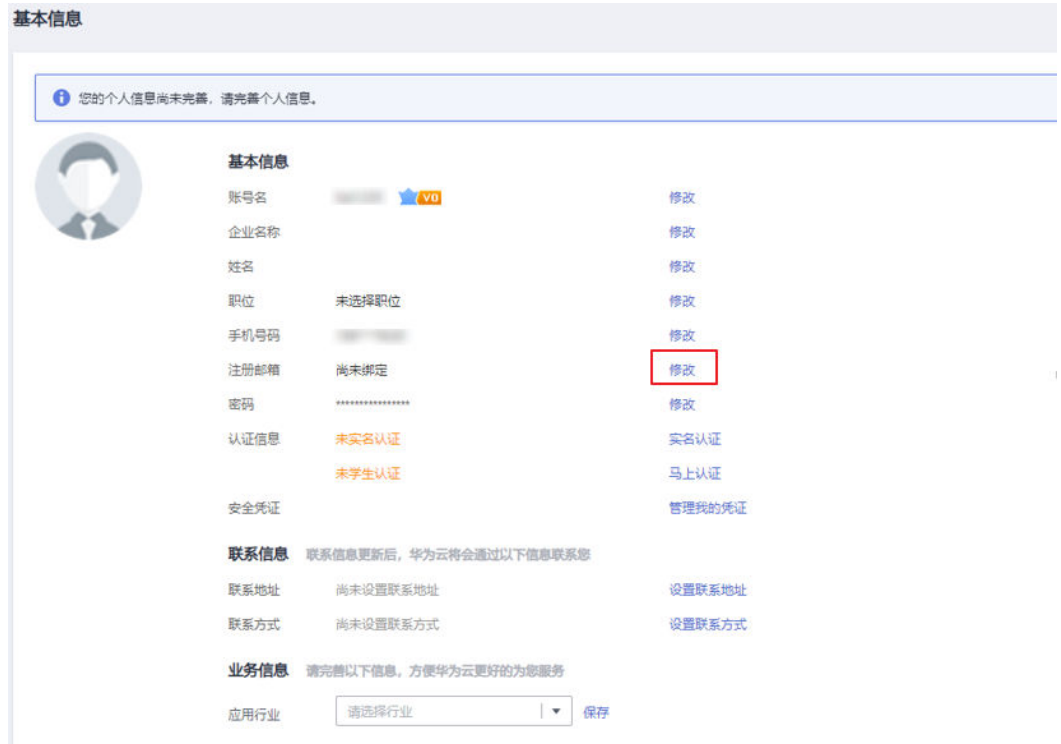 基本信息
您的个人信息尚未完善，请完善个人信息。
基本信息
账号名 V0 修改
企业名称 修改
姓名 修改
职位 未选择职位 修改
手机号码 修改
注册邮箱 尚未绑定 修改
密码 **************** 修改
认证信息 未实名认证 实名认证
未学生认证 马上认证
安全凭证 管理我的凭证
联系信息 联系信息更新后，华为云将会通过以下信息联系您
联系地址 尚未设置联系地址 设置联系地址
联系方式 尚未设置联系方式 设置联系方式
业务信息 请完善以下信息，方便华为云更好的为您服务
应用行业 请选择行业 保存